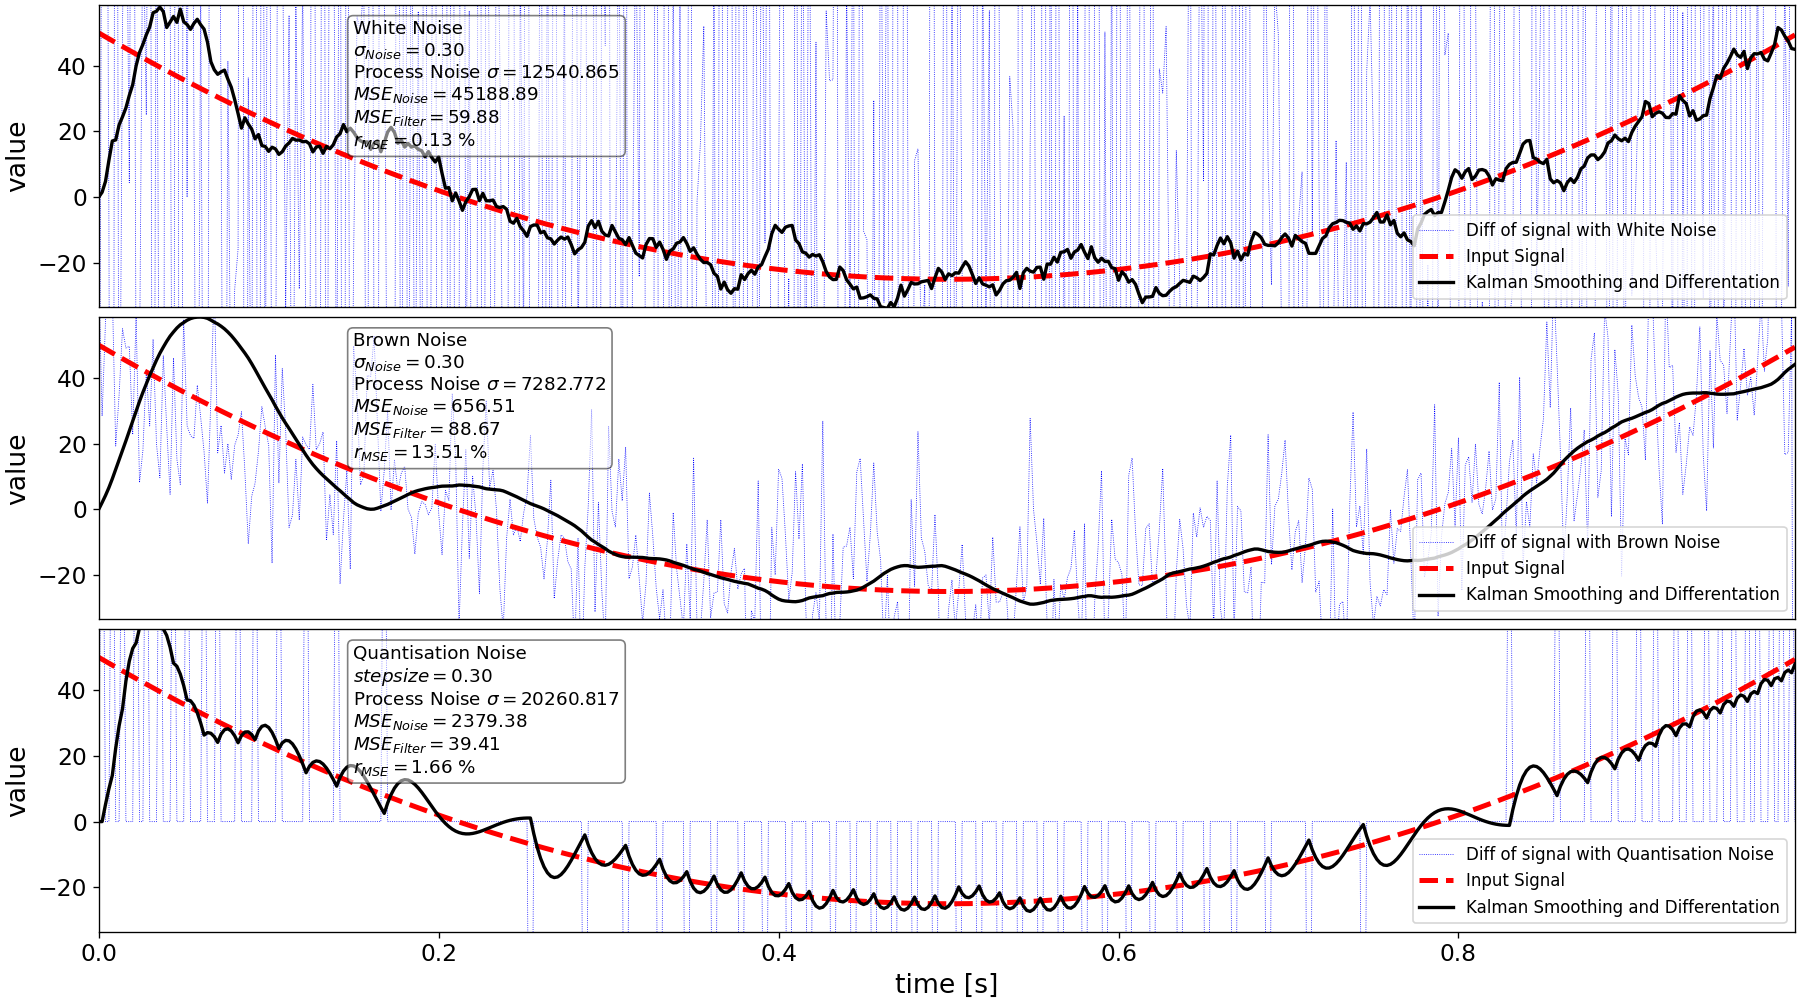 White Noise
σNoise = 0.30
Process Noise σ = 12540.865
MSENoise = 45188.89
MSEFilter = 59.88
rMSE = 0.13 %
40
20
0
−20
value
Diff of signal with White Noise
Input Signal
Kalman Smoothing and Differentation
Brown Noise
σNoise = 0.30
Process Noise σ = 7282.772
MSENoise = 656.51
MSEFilter = 88.67
rMSE = 13.51 %
40
20
0
−20
value
Diff of signal with Brown Noise
Input Signal
Kalman Smoothing and Differentation
Quantisation Noise
stepsize = 0.30
Process Noise σ = 20260.817
MSENoise = 2379.38
MSEFilter = 39.41
rMSE = 1.66 %
40
20
0
−20
value
Diff of signal with Quantisation Noise
Input Signal
Kalman Smoothing and Differentation
0.0 0.2 0.4 0.6 0.8
time [s]